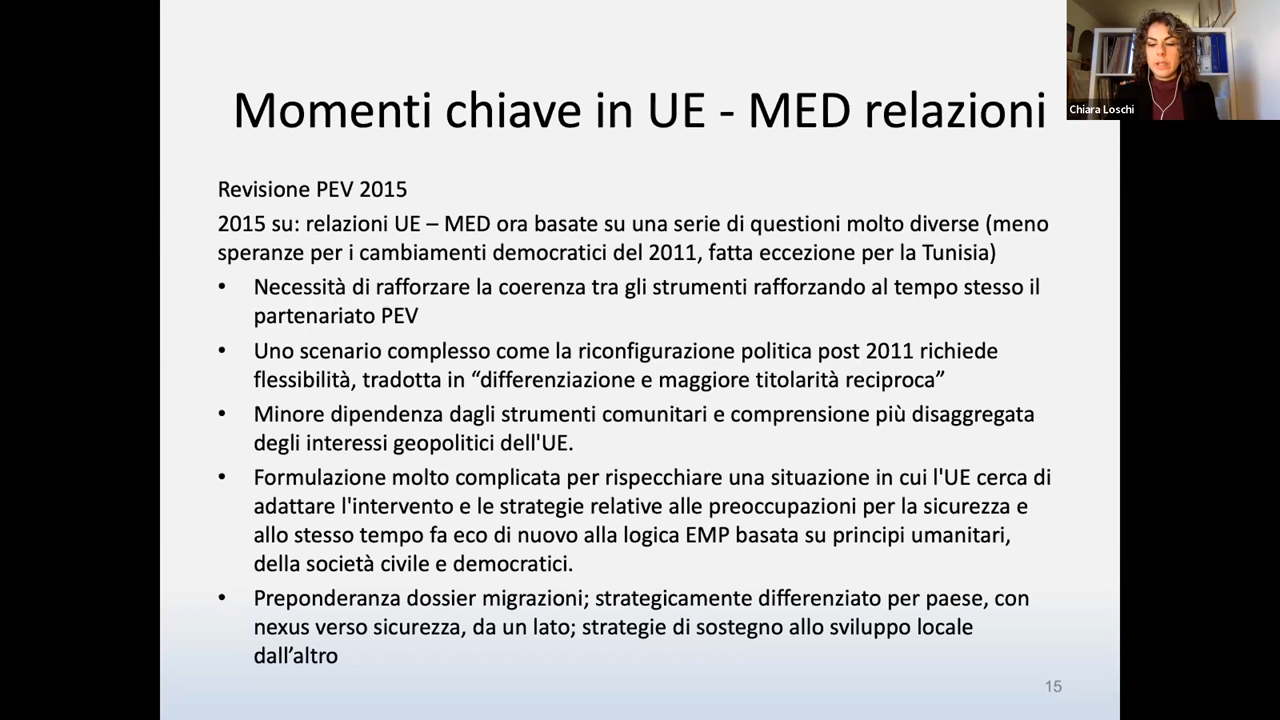 Momenti chiave in UE - MED relazioni
Chiara Loschi
Revisione PEV 2015
2015 su: relazioni UE – MED ora basate su una serie di questioni molto diverse (meno
speranze per i cambiamenti democratici del 2011, fatta eccezione per la Tunisia)
• Necessità di rafforzare la coerenza tra gli strumenti rafforzando al tempo stesso il
partenariato PEV
• Uno scenario complesso come la riconfigurazione politica post 2011 richiede
flessibilità, tradotta in “differenziazione e maggiore titolarità reciproca”
• Minore dipendenza dagli strumenti comunitari e comprensione più disaggregata
degli interessi geopolitici dell'UE.
• Formulazione molto complicata per rispecchiare una situazione in cui l'UE cerca di
adattare l'intervento e le strategie relative alle preoccupazioni per la sicurezza e
allo stesso tempo fa eco di nuovo alla logica EMP basata su principi umanitari,
della società civile e democratici.
• Preponderanza dossier migrazioni; strategicamente differenziato per paese, con
nexus verso sicurezza, da un lato; strategie di sostegno allo sviluppo locale
dall’altro
15